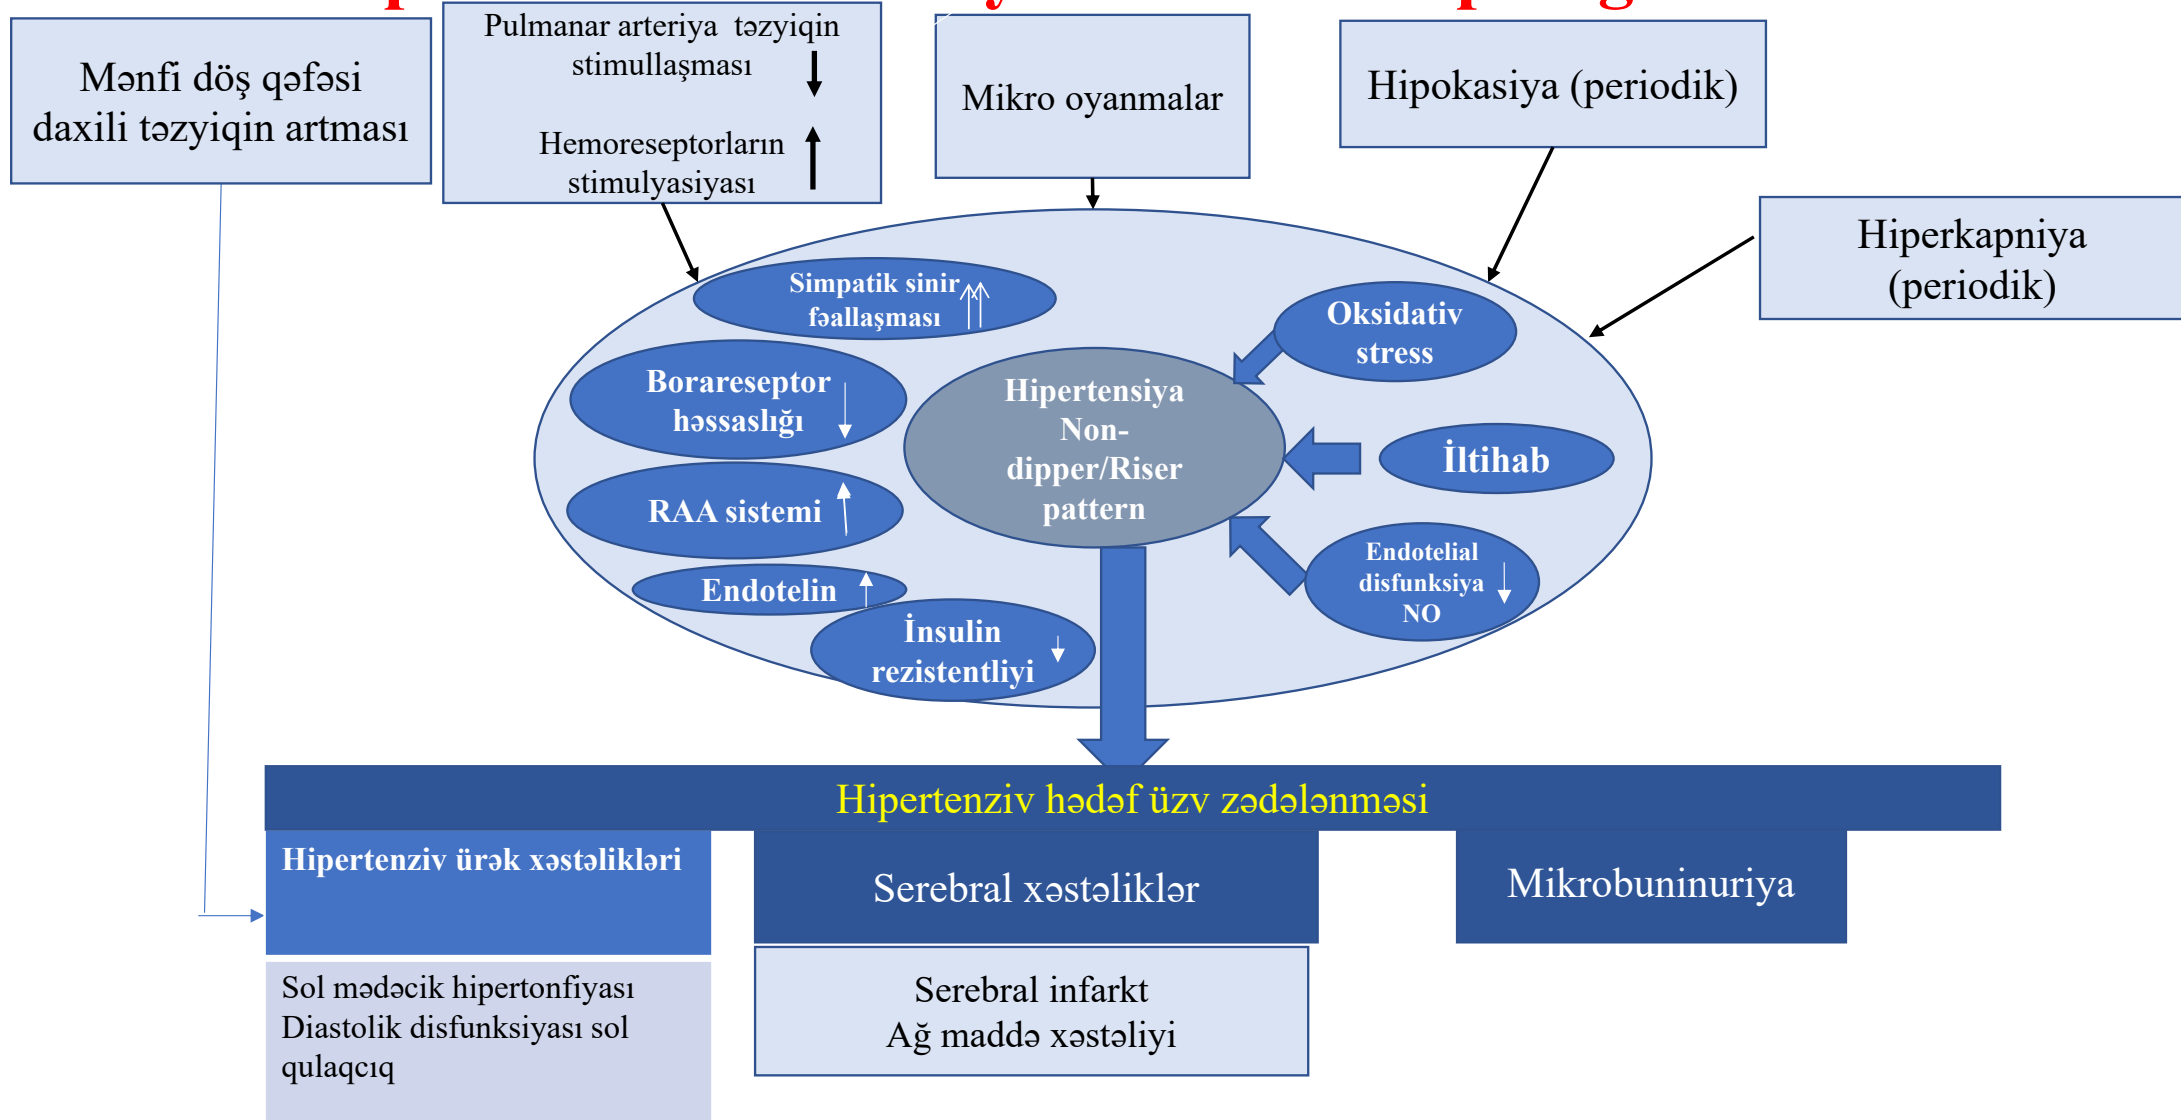 Mənfi döş qəfəsi
daxili təzyiqin artması
Pulmanar arteriya təzyiqin
stimullaşması
Hemoreseptorların
stimulyasiyası
Mikro oyanmalar
Hipokasiya (periodik)
Hiperkapniya
(periodik)
Simpatik sinir
fəallaşması
Borareseptor
həssaslığı
RAA sistemi
Endotelin
İnsulin
rezistentliyi
Hipertensiya
Non-
dipper/Riser
pattern
Oksidativ
stress
İltihab
Endotelial
disfunksiya
NO
Hipertenziv hədəf üzv zədələnməsi
Hipertenziv ürək xəstəlikləri
Sol mədəcik hipertonfiyası
Diastolik disfunksiyası sol
qulaqcıq
Serebral xəstəliklər
Serebral infarkt
Ağ maddə xəstəliyi
Mikrobuninuriya